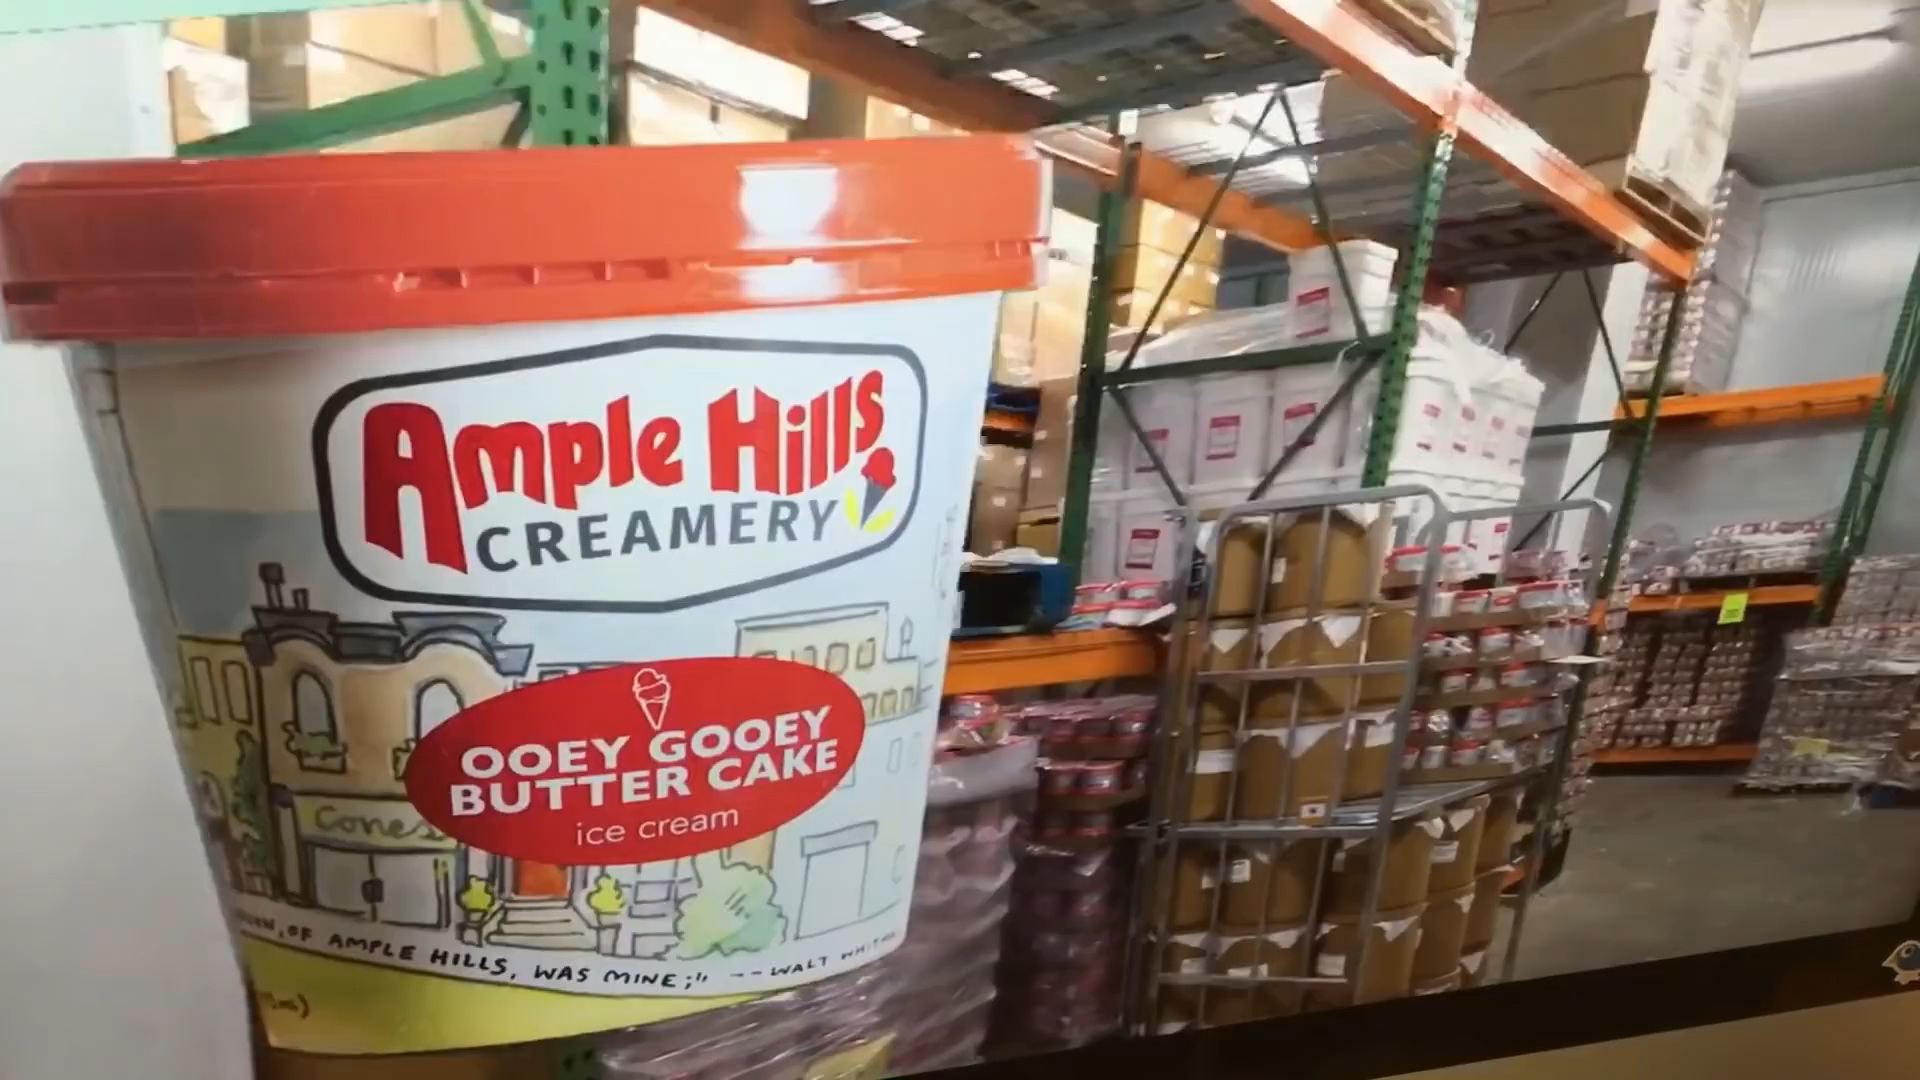 Ample Hills
CREAMERY
OOEY GOOEY
BUTTER CAKE
ice cream
Cones
OF AMPLE HILLS, WAS MINE;" -- WALT